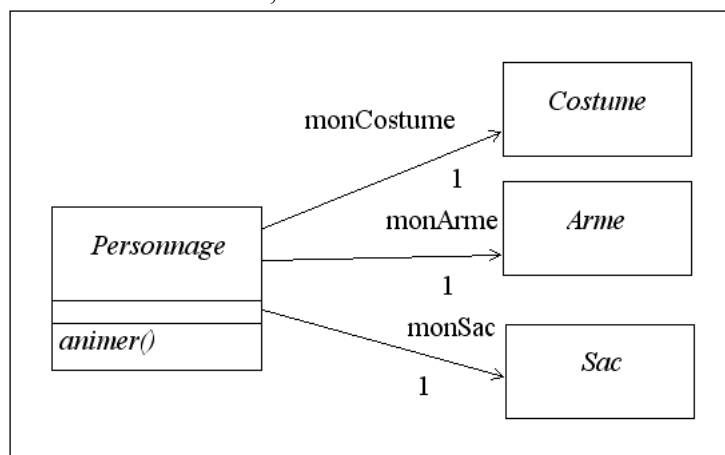 Costume
monCostume
1
Personnage
monArme
Arme
1
animer()
monSac
Sac
1